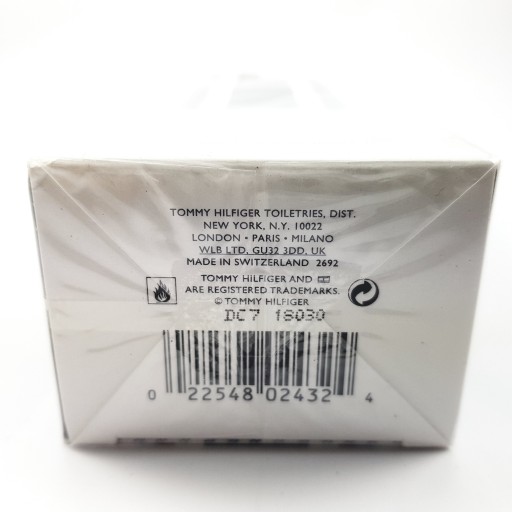 TOMMY HILFIGER TOILETRIES, DIST.
NEW YORK, N.Y. 10022
LONDON • PARIS • MILANO
WLB LTD. GU32 3DD. UK
MADE IN SWITZERLAND 2692
TOMMY HILFIGER AND
ARE REGISTERED TRADEMARKS.
© TOMMY HILFIGER
DC7 18030
0 22548 02432 4